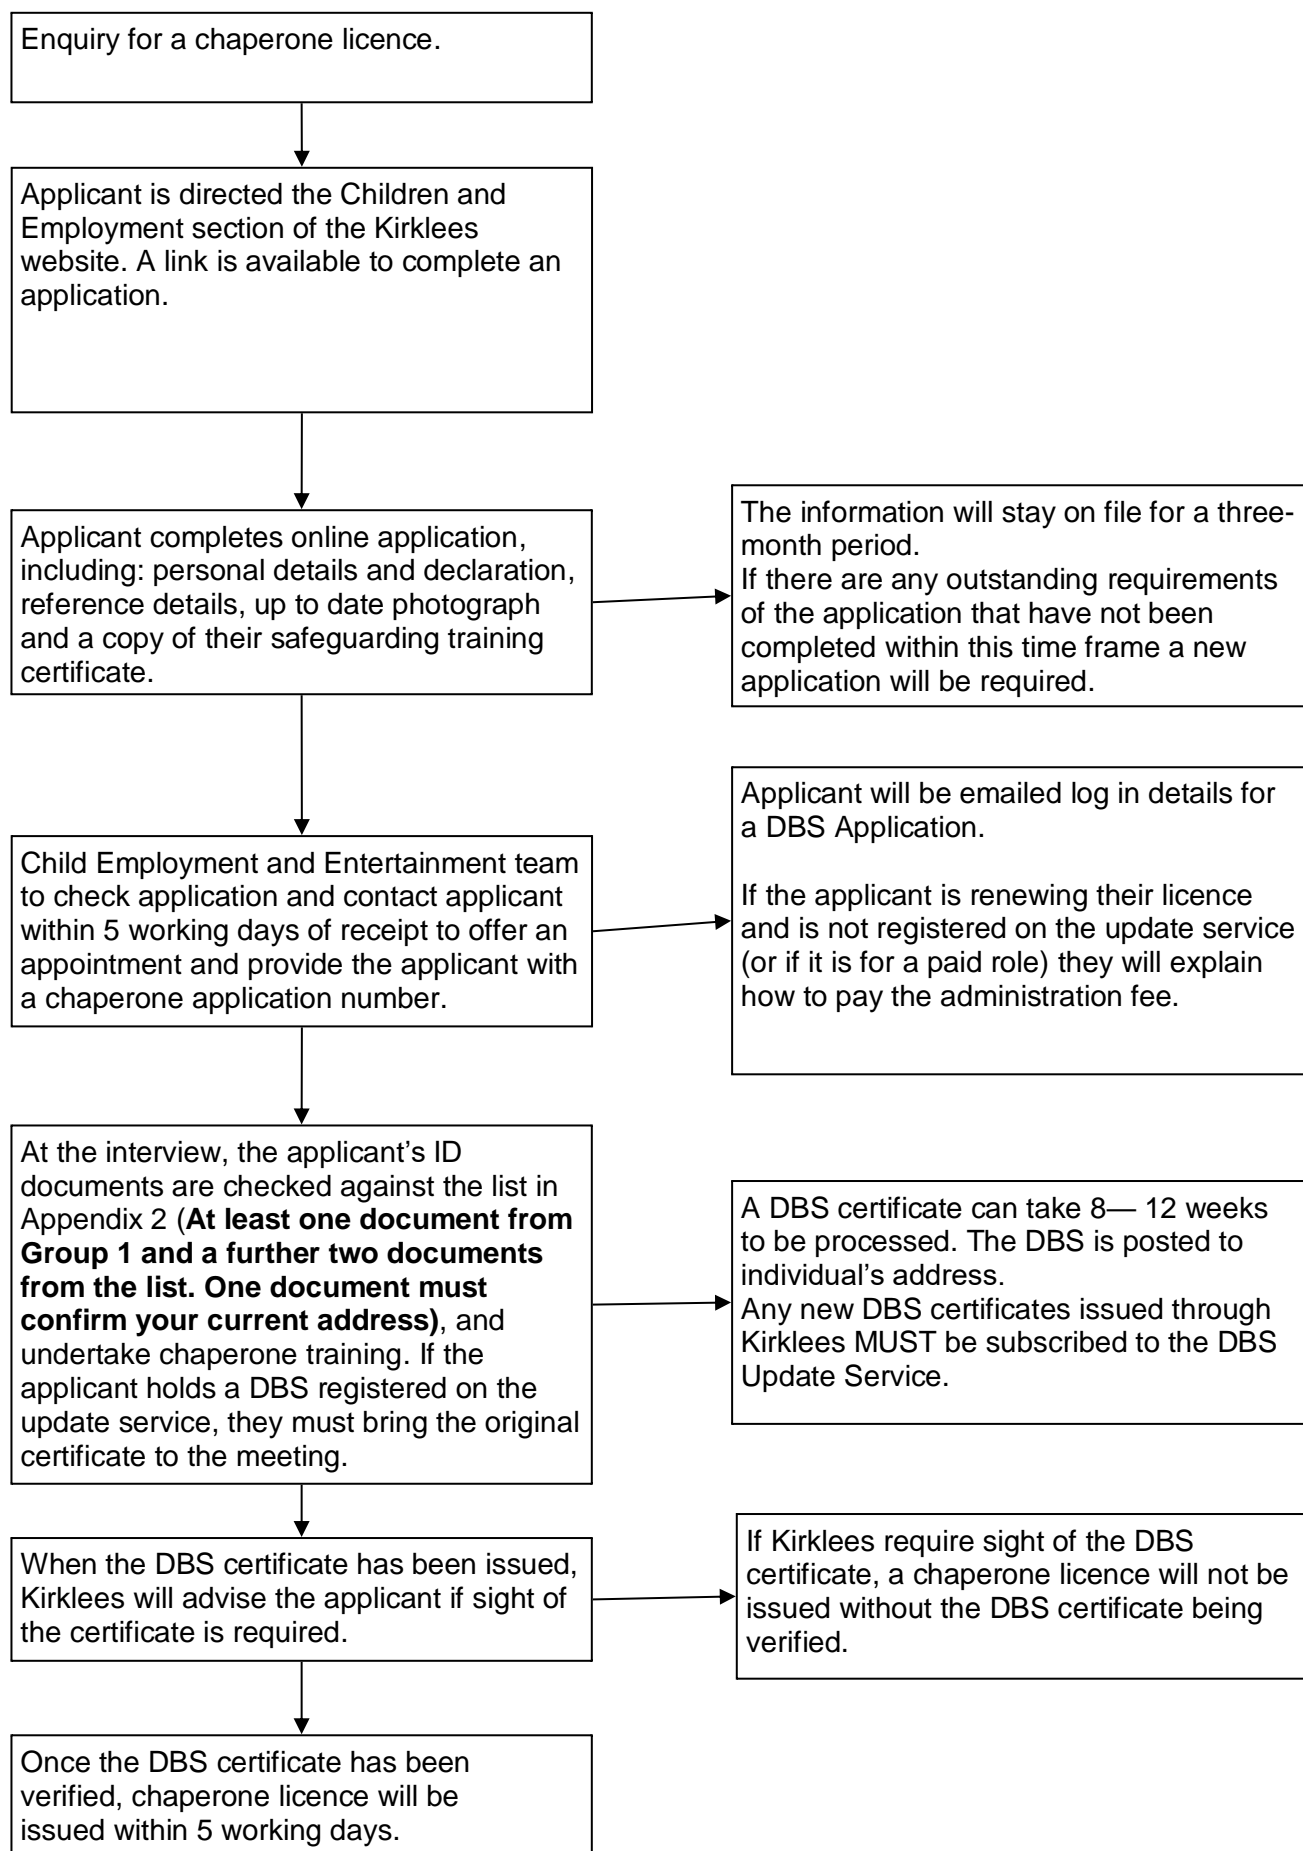 Enquiry for a chaperone licence.
Applicant is directed the Children and
Employment section of the Kirklees
website. A link is available to complete an
application.
Applicant completes online application,
including: personal details and declaration,
reference details, up to date photograph
and a copy of their safeguarding training
certificate.
The information will stay on file for a three-
month period.
If there are any outstanding requirements
of the application that have not been
completed within this time frame a new
application will be required.
Child Employment and Entertainment team
to check application and contact applicant
within 5 working days of receipt to offer an
appointment and provide the applicant with
a chaperone application number.
Applicant will be emailed log in details for
a DBS Application.
If the applicant is renewing their licence
and is not registered on the update service
(or if it is for a paid role) they will explain
how to pay the administration fee.
At the interview, the applicant’s ID
documents are checked against the list in
Appendix 2 (At least one document from
Group 1 and a further two documents
from the list. One document must
confirm your current address), and
undertake chaperone training. If the
applicant holds a DBS registered on the
update service, they must bring the original
certificate to the meeting.
A DBS certificate can take 8— 12 weeks
to be processed. The DBS is posted to
individual’s address.
Any new DBS certificates issued through
Kirklees MUST be subscribed to the DBS
Update Service.
When the DBS certificate has been issued,
Kirklees will advise the applicant if sight of
the certificate is required.
If Kirklees require sight of the DBS
certificate, a chaperone licence will not be
issued without the DBS certificate being
verified.
Once the DBS certificate has been
verified, chaperone licence will be
issued within 5 working days.